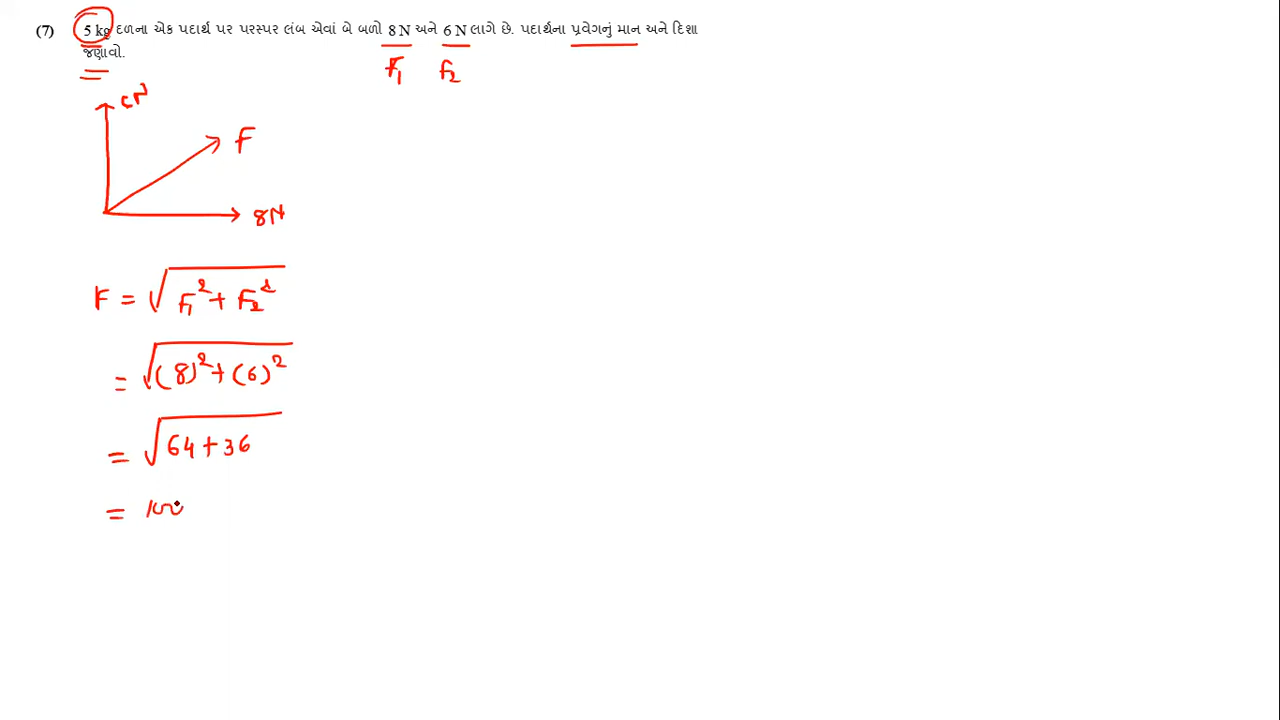 (7) 5 kg દળના એક પદાર્થ પર પરસ્પર લંબ એવાં બે બળો 8 N અને 6 N લાગે છે. પદાર્થના પ્રવેગનું માન અને દિશા
જણાવો.
F₁ F₂
6N
F
8N
F = √(F₁² + F₂²)
= √((8)² + (6)²)
= √(64 + 36)
= 100